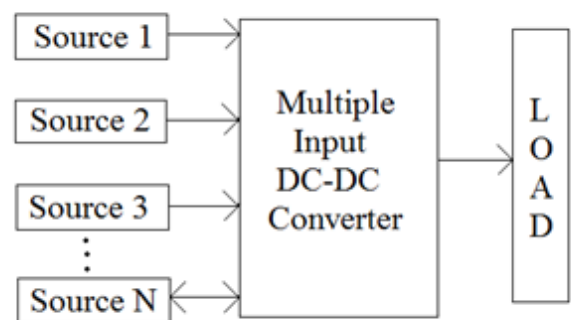 Source 1
Source 2
Source 3
Source N
Multiple
Input
DC-DC
Converter
L
O
A
D